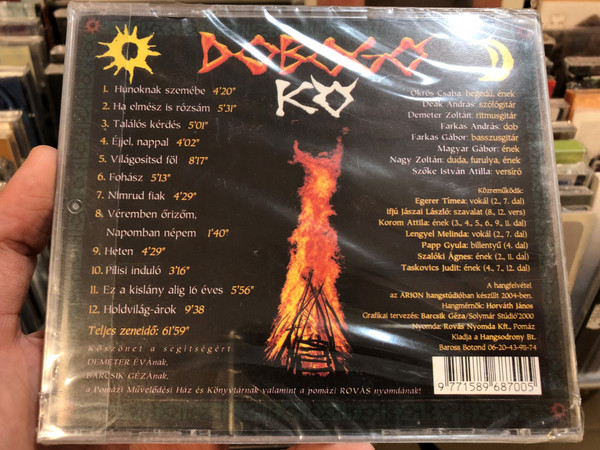 DOBOGÓ
KŐ
1. Hunoknak szemébe 4'20"
2. Ha elmész is rózsám 5'31"
3. Találós kérdés 5'01"
4. Éjjel, nappal 4'02"
5. Világosítsd föl 8'17"
6. Fohász 5'13"
7. Nimrud fiak 4'29"
8. Véremben őrizőm,
Napomban népem 1'40"
9. Heten 4'29"
10. Pilisi induló 3'16"
11. Ez a kislány alig 16 éves 5'56"
12. Holdvilág-árok 9'38
Teljes zeneidő: 61'59"
Köszönet a segítségért
DEMETER ÉVÁnak,
BARCSIK GÉZÁnak,
a Pomázi Művelődési Ház és Könyvtárnak valamint a pomázi ROVÁS nyomdának!
Ökrös Csaba: hegedű, ének
Deák András: szólógitár
Demeter Zoltán: ritmusgitár
Farkas András: dob
Farkas Gábor: basszusgitár
Magyar Gábor: ének
Nagy Zoltán: duda, furulya, ének
Szőke István Atilla: versíró
Közreműködik:
Egerer Tímea: vokál (2., 7. dal)
ifjú Jászai László: szavalat (8., 12. vers)
Korom Attila: ének (3., 4., 5., 6., 9., 11. dal)
Lengyel Melinda: vokál (2., 7. dal)
Papp Gyula: billentyű (4. dal)
Szalóki Ágnes: ének (2., 11. dal)
Taskovics Judit: ének (4., 7., 12. dal)
A hangfelvétel
az ARION hangstúdióban készült 2004-ben.
Hangmérnök: Horváth János
Grafikai tervezés: Barcsik Géza/Solymár Stúdió'2000
Nyomda: Rovás Nyomda Kft., Pomáz
Kiadja a Hangsodrony Bt.
Baross Botond 06-20-43-911-74
9 771589 687005